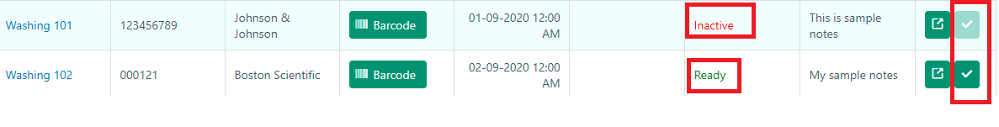 Washing 101
123456789
Johnson &
Johnson
Barcode
01-09-2020 12:00
AM
Inactive
This is sample
notes
Washing 102
000121
Boston Scientific
Barcode
02-09-2020 12:00
AM
Ready
My sample notes